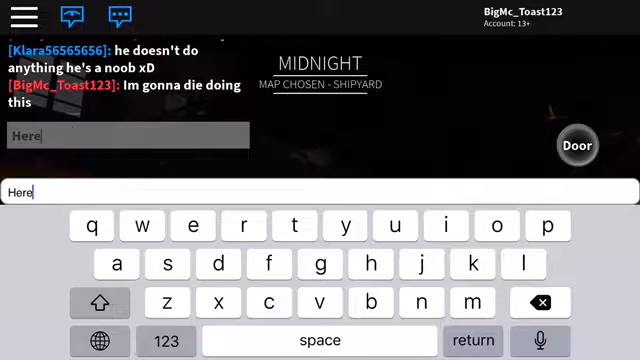 BigMc_Toast123
Account: 13+
[Klara56565656]: he doesn't do
anything he's a noob xD
[BigMc_Toast123]: Im gonna die doing
this
MIDNIGHT
MAP CHOSEN - SHIPYARD
Here
Door
Here
q w e r t y u i o p
a s d f g h j k l
z x c v b n m
123 space return